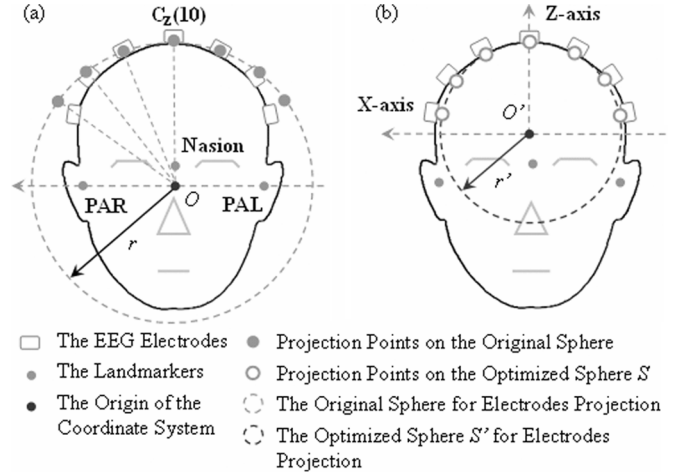 (a)
C_z(10)
Nasion
O
PAR
PAL
r
(b)
Z-axis
X-axis
O'
r'
The EEG Electrodes
The Landmarkers
The Origin of the
Coordinate System
Projection Points on the Original Sphere
Projection Points on the Optimized Sphere S
The Original Sphere for Electrodes Projection
The Optimized Sphere S' for Electrodes
Projection